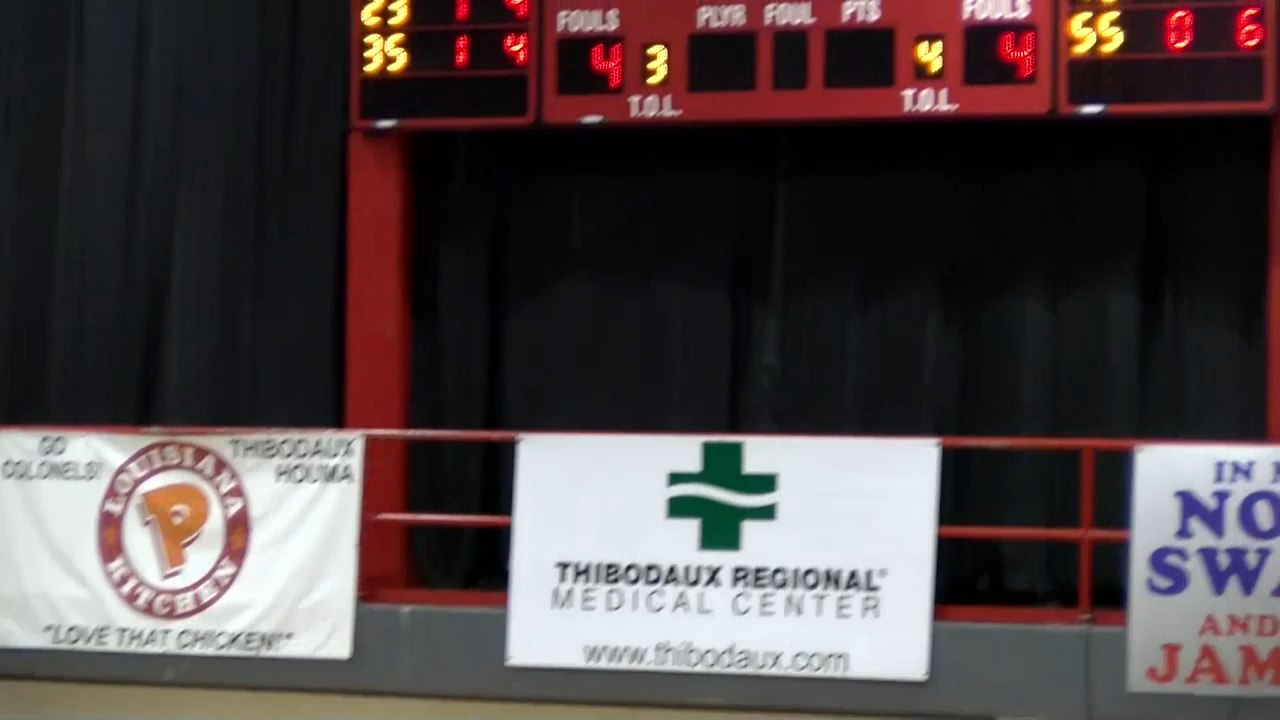 23 1 4
35 1 4
FOULS PLYR FOUL PTS FOULS
4 3 4 4
T.O.L. T.O.L.
55 0 6
GO
COLONELS!
THIBODAUX
HOUMA
LOUISIANA
P
KITCHEN
"LOVE THAT CHICKEN!"
THIBODAUX REGIONAL
MEDICAL CENTER
www.thibodaux.com
IN
NO
SWA
AND
JAM